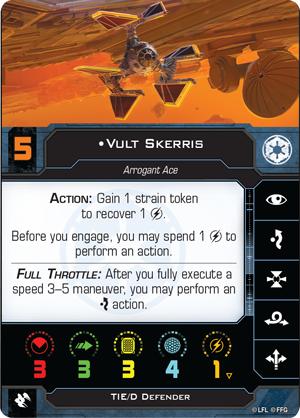 5
•Vult Skerris
Arrogant Ace
Action: Gain 1 strain token
to recover 1 .
Before you engage, you may spend 1 to
perform an action.
Full Throttle: After you fully execute a
speed 3–5 maneuver, you may perform an
action.
3 3 3 4 1
TIE/D Defender
©LFL ©FFG